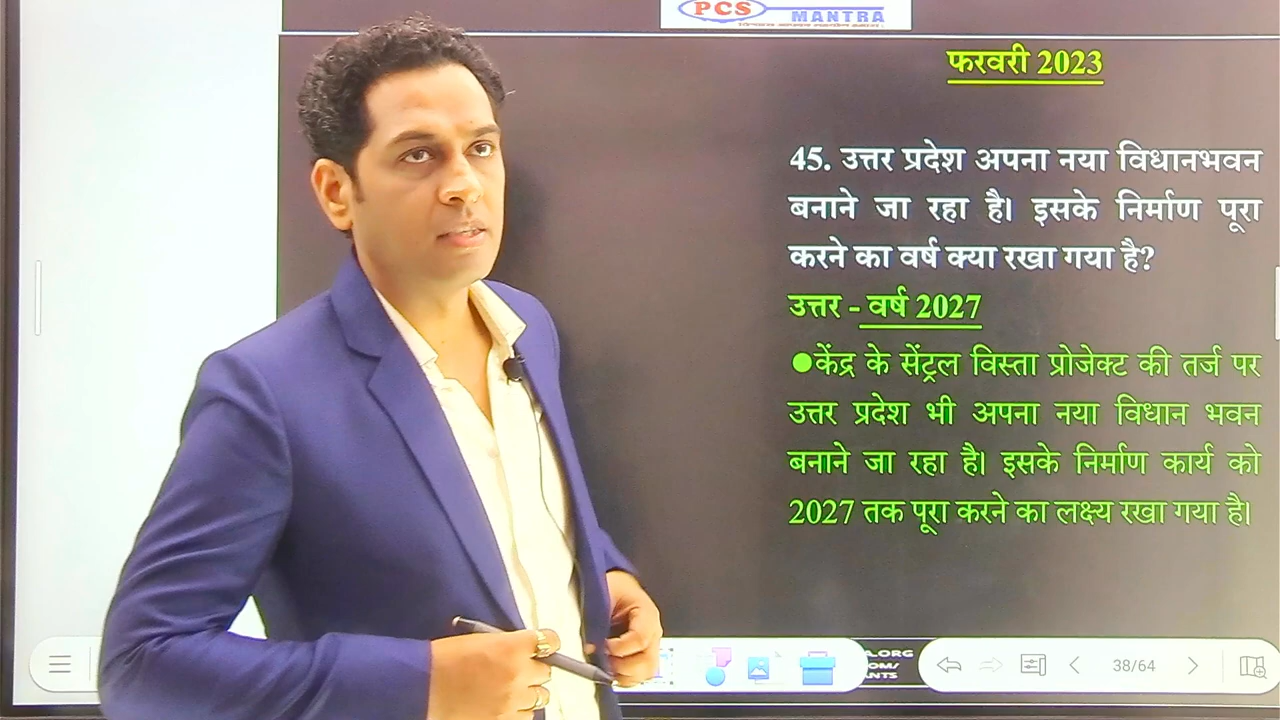 PCS
MANTRA
फरवरी 2023
45. उत्तर प्रदेश अपना नया विधानभवन
बनाने जा रहा है। इसके निर्माण पूरा
करने का वर्ष क्या रखा गया है?
उत्तर - वर्ष 2027
●केंद्र के सेंट्रल विस्ता प्रोजेक्ट की तर्ज पर
उत्तर प्रदेश भी अपना नया विधान भवन
बनाने जा रहा है। इसके निर्माण कार्य को
2027 तक पूरा करने का लक्ष्य रखा गया है।
38/64